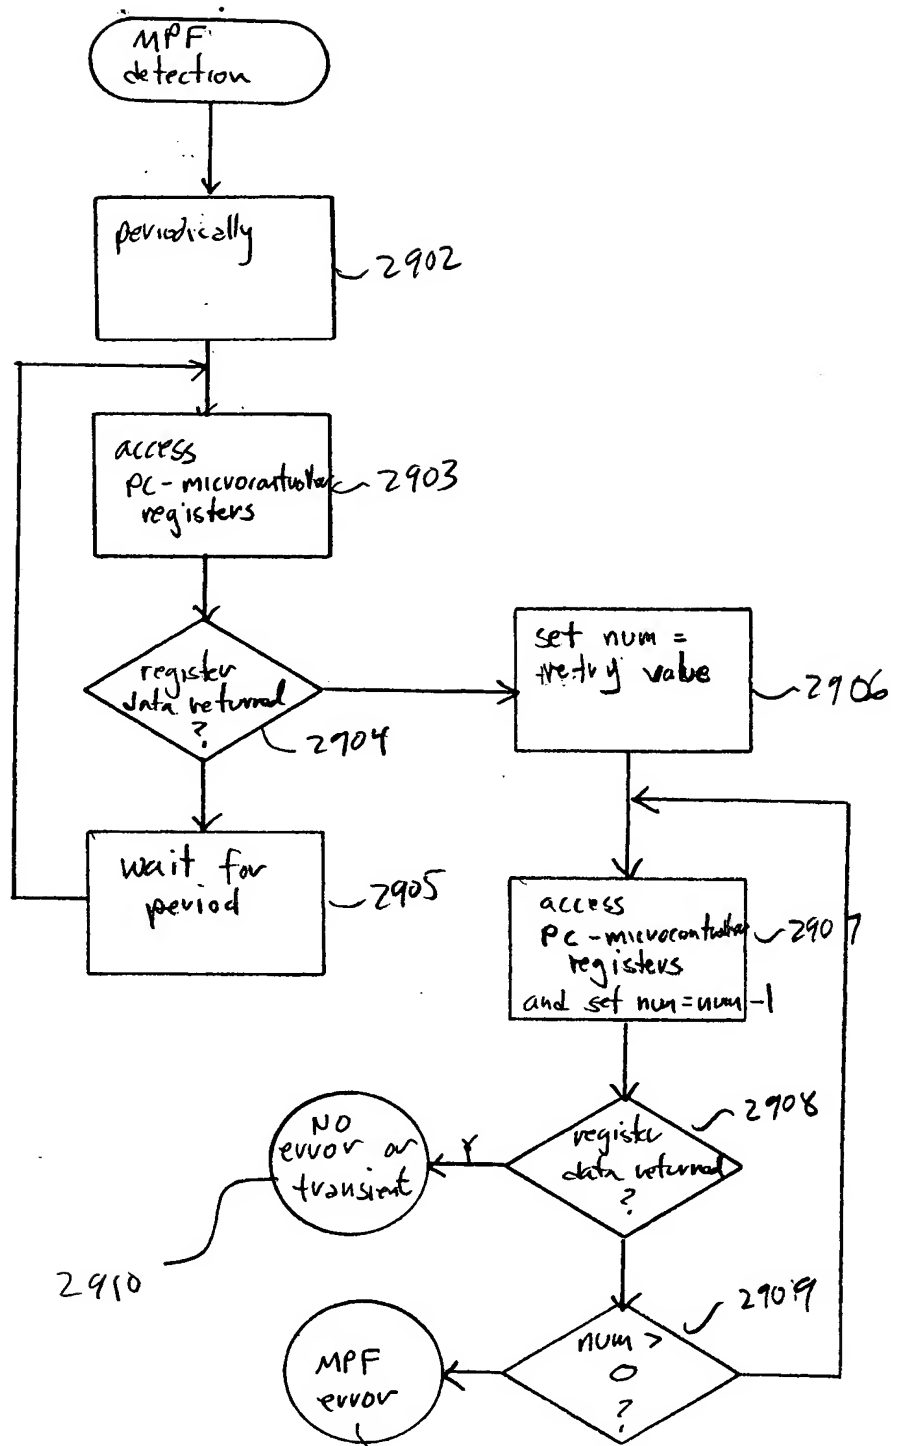 MPF
detection
periodically
2902
access
PC-microcontroller
registers
2903
register
data returned
?
2904
wait for
period
2905
set num =
retry value
2906
access
PC-microcontroller
registers
and set num=num-1
2907
register
data returned
?
2908
Y
NO
error or
transient
2910
num >
0
?
2909
MPF
error